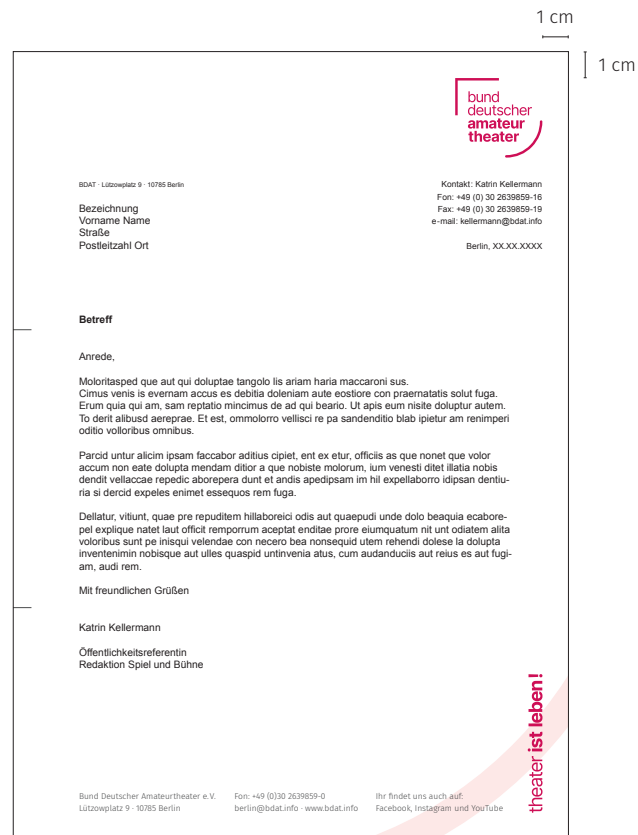 1 cm
1 cm
bund
deutscher
amateur
theater
BDAT · Lützowplatz 9 · 10785 Berlin
Bezeichnung
Vorname Name
Straße
Postleitzahl Ort
Kontakt: Katrin Kellermann
Fon: +49 (0) 30 2639859-16
Fax: +49 (0) 30 2639859-19
e-mail: kellermann@bdat.info
Berlin, XX.XX.XXXX
Betreff
Anrede,
Moloritasped que aut qui doluptae tangolo lis ariam haria maccaroni sus.
Cimus venis is evernam accus es debitia doleniam aute eostiore con praernatatis solut fuga.
Erum quia qui am, sam reptatio mincimus de ad qui beario. Ut apis eum nisite doluptur autem.
To derit alibusd aereprae. Et est, ommolorro vellisci re pa sandenditio blab ipietur am renimperi
oditio volloribus omnibus.
Parcid untur alicim ipsam faccabor aditius cipiet, ent ex etur, officiis as que nonet que volor
accum non eate dolupta mendam ditior a que nobiste molorum, ium venesti ditet illatia nobis
dendit vellaccae repedic aborepera dunt et andis apedipsam im hil expellaborro idipsan dentiu-
ria si dercid expeles enimet essequos rem fuga.
Dellatur, vitiunt, quae pre repuditem hillaboreici odis aut quaepudi unde dolo beaquia ecabore-
pel explique natet laut officit remporrum aceptat enditae prore eiumquatum nit unt odiatem alita
voloribus sunt pe inisqui velendae con necero bea nonsequid utem rehendi dolese la dolupta
inventenimin nobisque aut ulles quaspid untinvenia atus, cum audanduciis aut reius es aut fugi-
am, audi rem.
Mit freundlichen Grüßen
Katrin Kellermann
Öffentlichkeitsreferentin
Redaktion Spiel und Bühne
theater ist leben!
Bund Deutscher Amateurtheater e.V.
Lützowplatz 9 · 10785 Berlin
Fon: +49 (0)30 2639859-0
berlin@bdat.info · www.bdat.info
Ihr findet uns auch auf:
Facebook, Instagram und YouTube